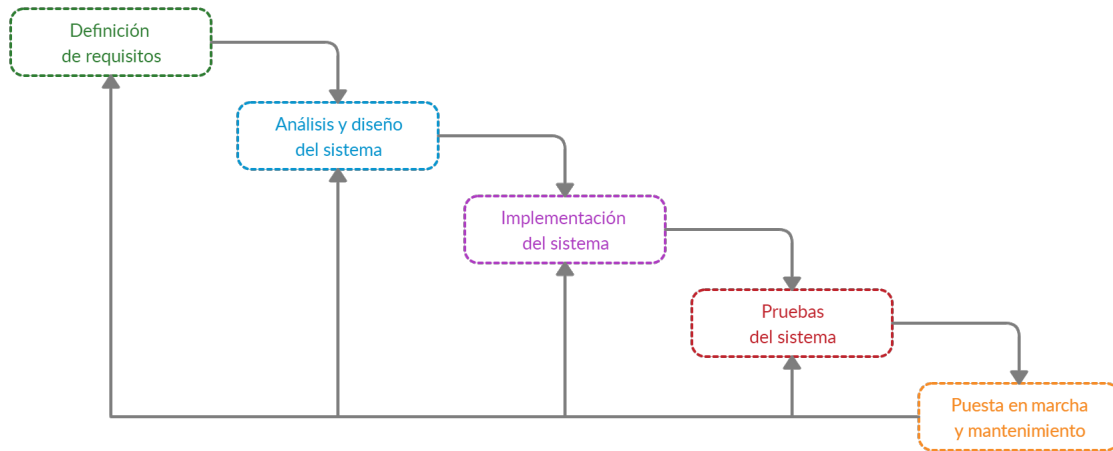 Definición
de requisitos
Análisis y diseño
del sistema
Implementación
del sistema
Pruebas
del sistema
Puesta en marcha
y mantenimiento